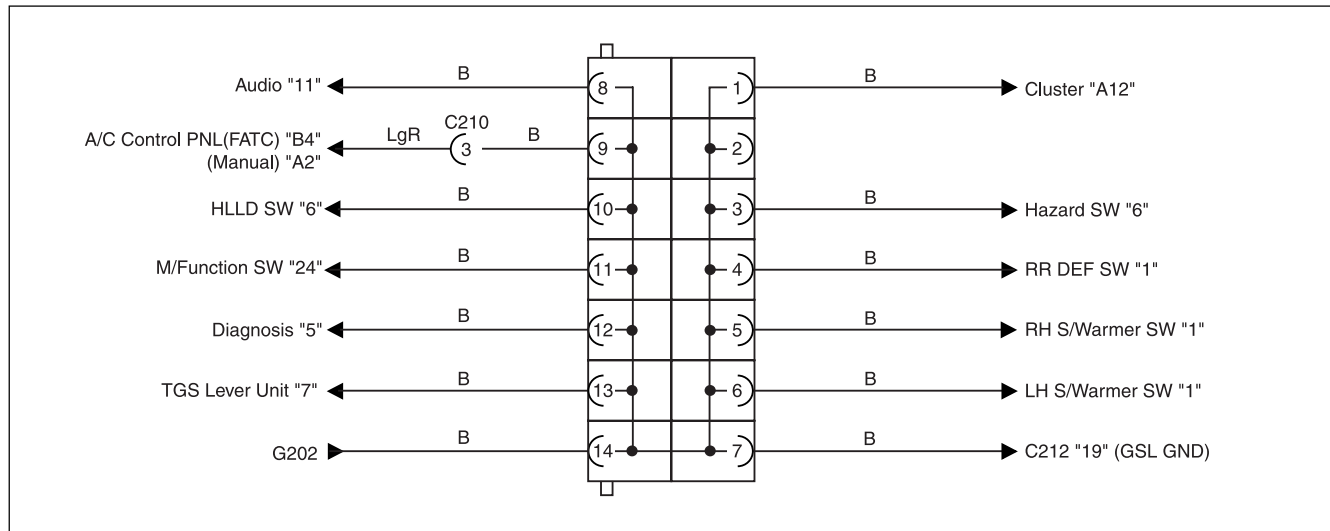 B
B
Audio "11"
8
1
Cluster "A12"
C210
LgR
B
A/C Control PNL(FATC) "B4"
3
9
2
(Manual) "A2"
B
B
HLLD SW "6"
10
3
Hazard SW "6"
B
B
M/Function SW "24"
11
4
RR DEF SW "1"
B
B
Diagnosis "5"
12
5
RH S/Warmer SW "1"
B
B
TGS Lever Unit "7"
13
6
LH S/Warmer SW "1"
B
B
G202
14
7
C212 "19" (GSL GND)